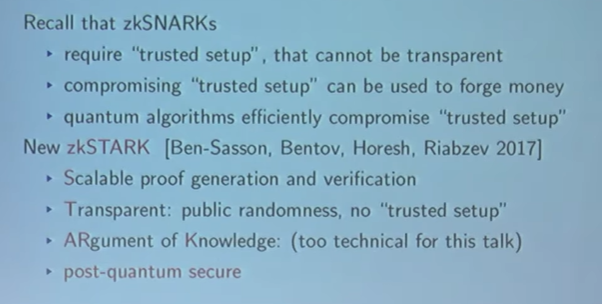 Recall that zkSNARKs
‣ require "trusted setup", that cannot be transparent
‣ compromising "trusted setup" can be used to forge money
‣ quantum algorithms efficiently compromise "trusted setup"
New zkSTARK [Ben-Sasson, Bentov, Horesh, Riabzev 2017]
‣ Scalable proof generation and verification
‣ Transparent: public randomness, no "trusted setup"
‣ ARgument of Knowledge: (too technical for this talk)
‣ post-quantum secure